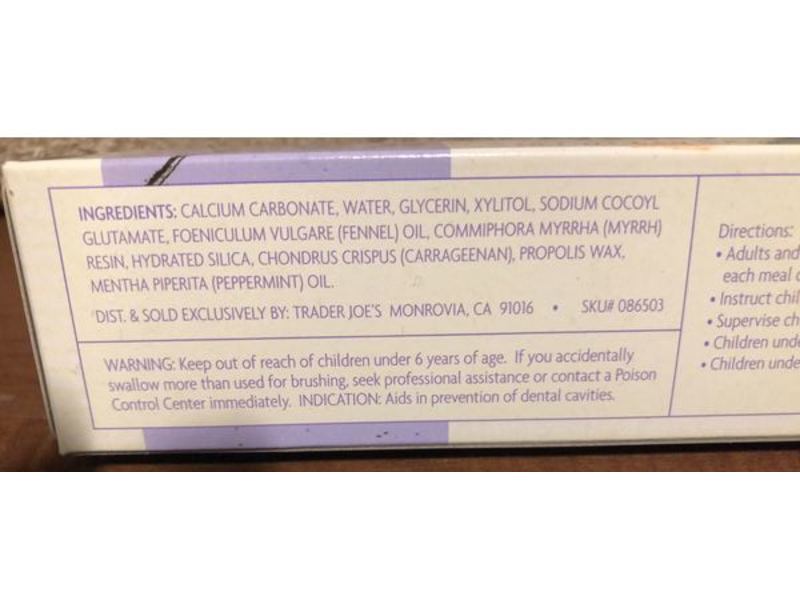 INGREDIENTS: CALCIUM CARBONATE, WATER, GLYCERIN, XYLITOL, SODIUM COCOYL
GLUTAMATE, FOENICULUM VULGARE (FENNEL) OIL, COMMIPHORA MYRRHA (MYRRH)
RESIN, HYDRATED SILICA, CHONDRUS CRISPUS (CARRAGEENAN), PROPOLIS WAX,
MENTHA PIPERITA (PEPPERMINT) OIL.
DIST. & SOLD EXCLUSIVELY BY: TRADER JOE'S MONROVIA, CA 91016 • SKU# 086503
WARNING: Keep out of reach of children under 6 years of age. If you accidentally
swallow more than used for brushing, seek professional assistance or contact a Poison
Control Center immediately. INDICATION: Aids in prevention of dental cavities.
Directions:
• Adults and
each meal
• Instruct
• Supervise
• Children
• Children